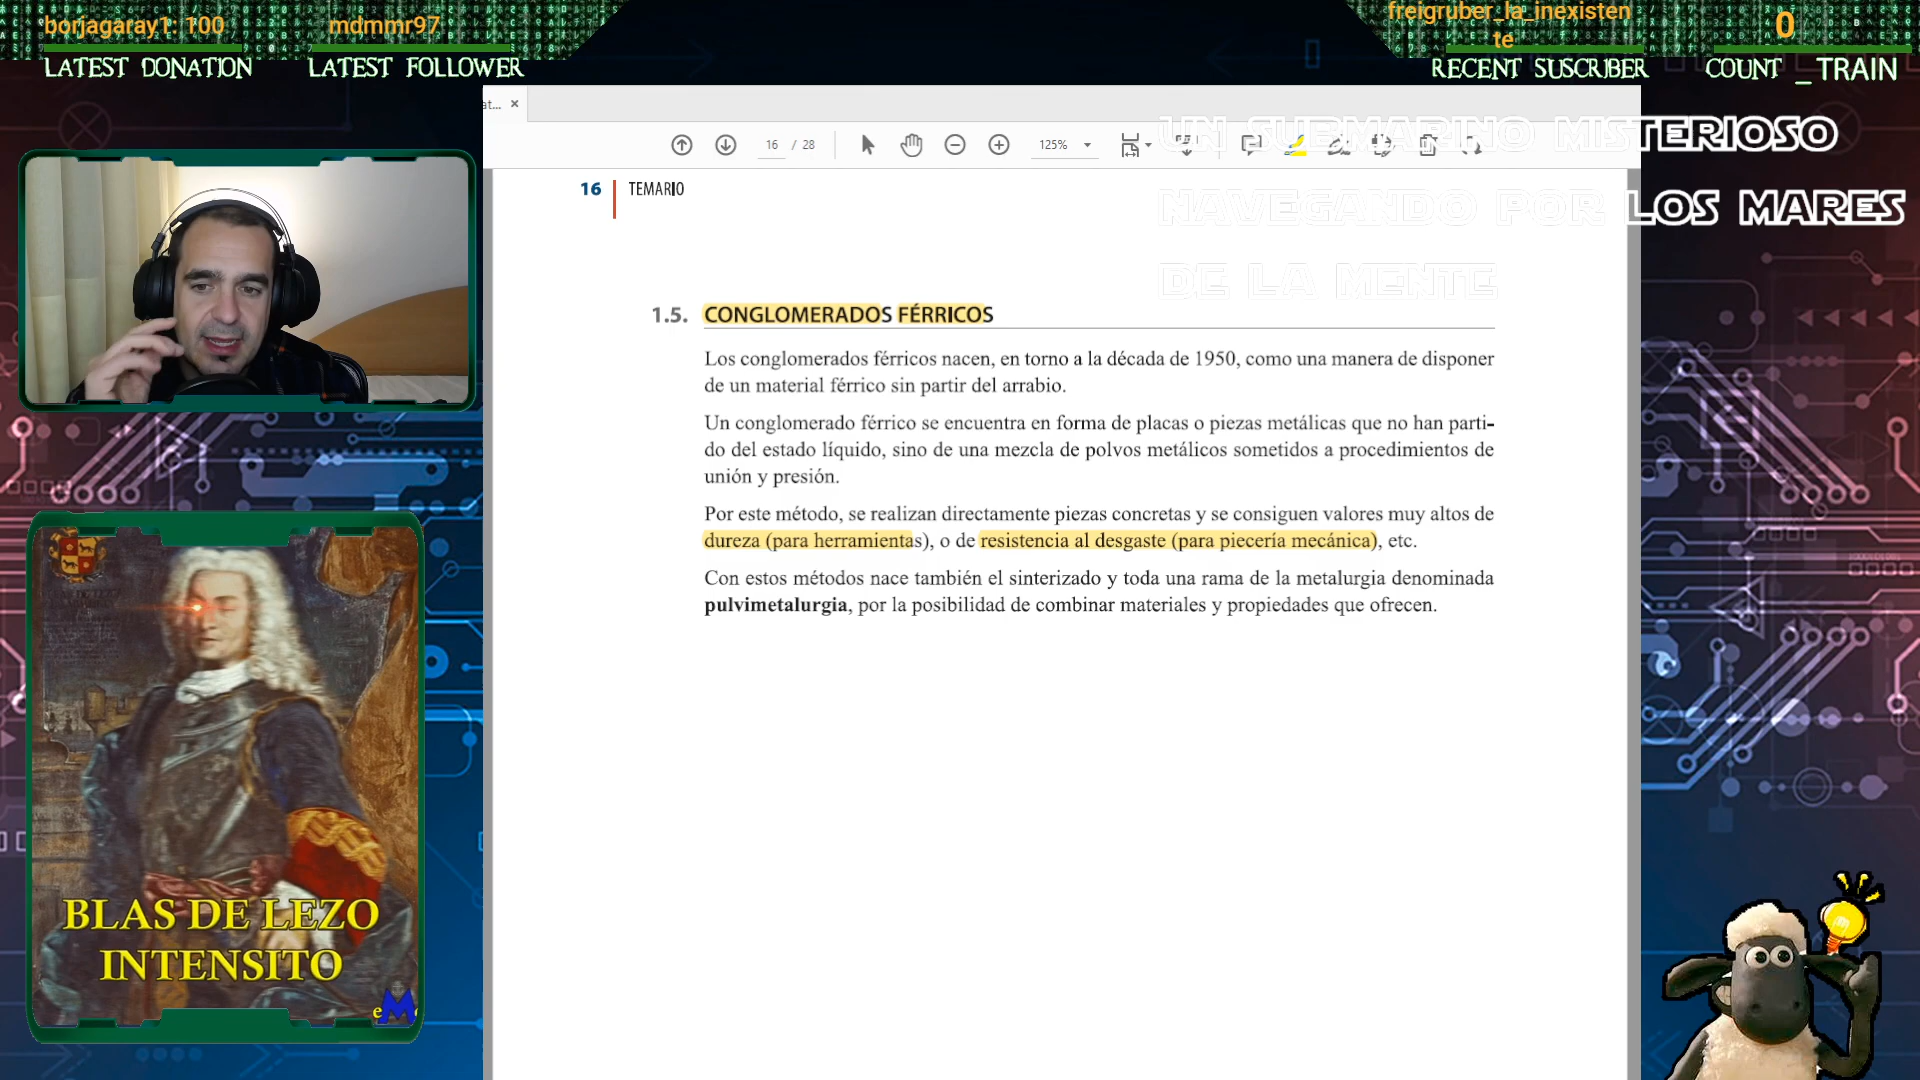 borjagaray1: 100
mdmmr97
freigruber_la_inexisten
te
0
LATEST DONATION
LATEST FOLLOWER
RECENT SUSCRIBER
COUNT _TRAIN
at... ×
16 / 28
125%
UN SUBMARINO MISTERIOSO
NAVEGANDO POR LOS MARES
DE LA MENTE
16 TEMARIO
1.5. CONGLOMERADOS FÉRRICOS
Los conglomerados férricos nacen, en torno a la década de 1950, como una manera de disponer
de un material férrico sin partir del arrabio.
Un conglomerado férrico se encuentra en forma de placas o piezas metálicas que no han parti-
do del estado líquido, sino de una mezcla de polvos metálicos sometidos a procedimientos de
unión y presión.
Por este método, se realizan directamente piezas concretas y se consiguen valores muy altos de
dureza (para herramientas), o de resistencia al desgaste (para piecería mecánica), etc.
Con estos métodos nace también el sinterizado y toda una rama de la metalurgia denominada
pulvimetalurgia, por la posibilidad de combinar materiales y propiedades que ofrecen.
BLAS DE LEZO
INTENSITO